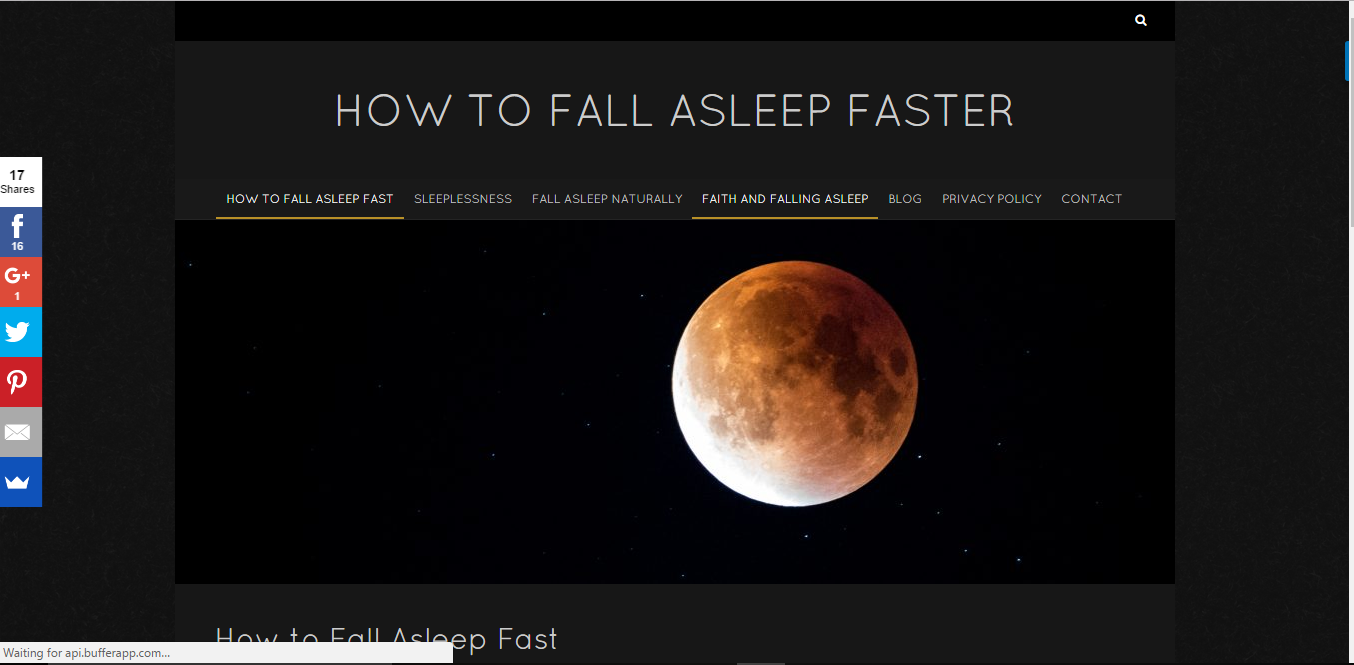 HOW TO FALL ASLEEP FASTER
HOW TO FALL ASLEEP FAST SLEEPLESSNESS FALL ASLEEP NATURALLY FAITH AND FALLING ASLEEP BLOG PRIVACY POLICY CONTACT
17
Shares
16
G+
1
How to Fall Asleep Fast
Waiting for api.bufferapp.com...